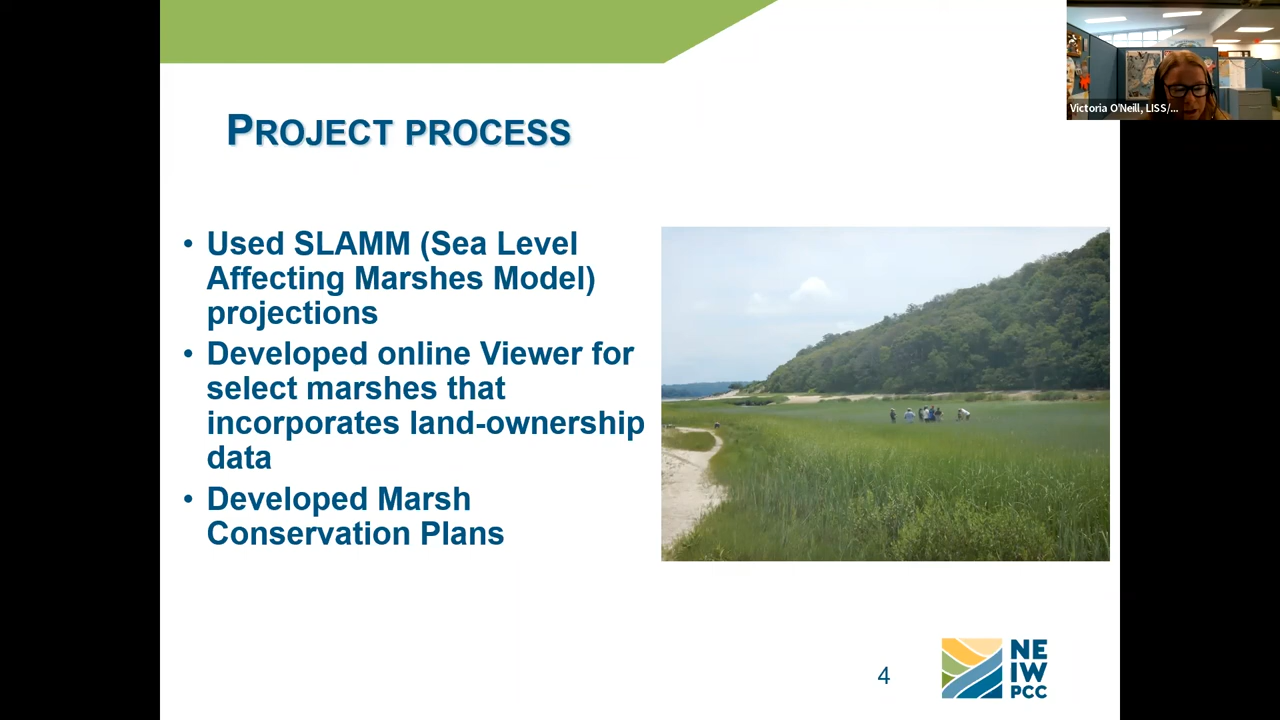 Victoria O'Neill, LISS/...
PROJECT PROCESS
• Used SLAMM (Sea Level
Affecting Marshes Model)
projections
• Developed online Viewer for
select marshes that
incorporates land-ownership
data
• Developed Marsh
Conservation Plans
4
NE
IW
PCC